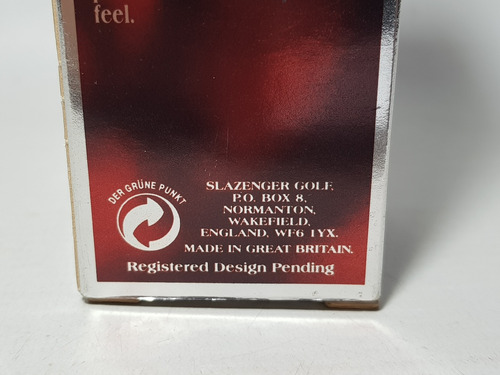 feel.
DER GRÜNE PUNKT
SLAZENGER GOLF,
P.O. BOX 8,
NORMANTON,
WAKEFIELD,
ENGLAND, WF6 1YX.
MADE IN GREAT BRITAIN.
Registered Design Pending